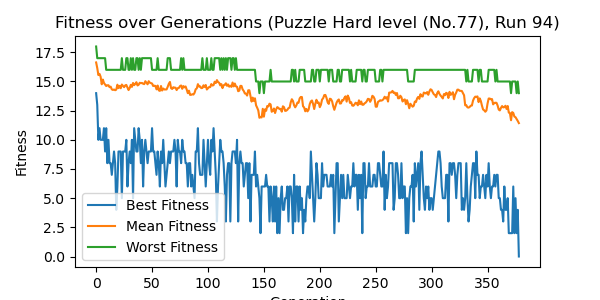 Fitness over Generations (Puzzle Hard level (No.77), Run 94)
17.5
15.0
12.5
10.0
7.5
5.0
2.5
0.0
Fitness
Best Fitness
Mean Fitness
Worst Fitness
0 50 100 150 200 250 300 350
Generation